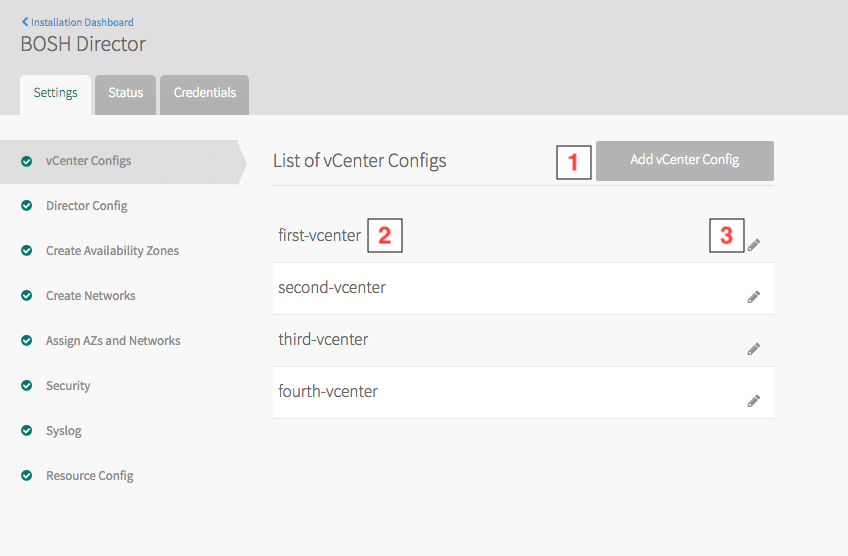 Installation Dashboard
BOSH Director
Settings Status Credentials
vCenter Configs
Director Config
Create Availability Zones
Create Networks
Assign AZs and Networks
Security
Syslog
Resource Config
List of vCenter Configs 1 Add vCenter Config
first-vcenter 2 3
second-vcenter
third-vcenter
fourth-vcenter